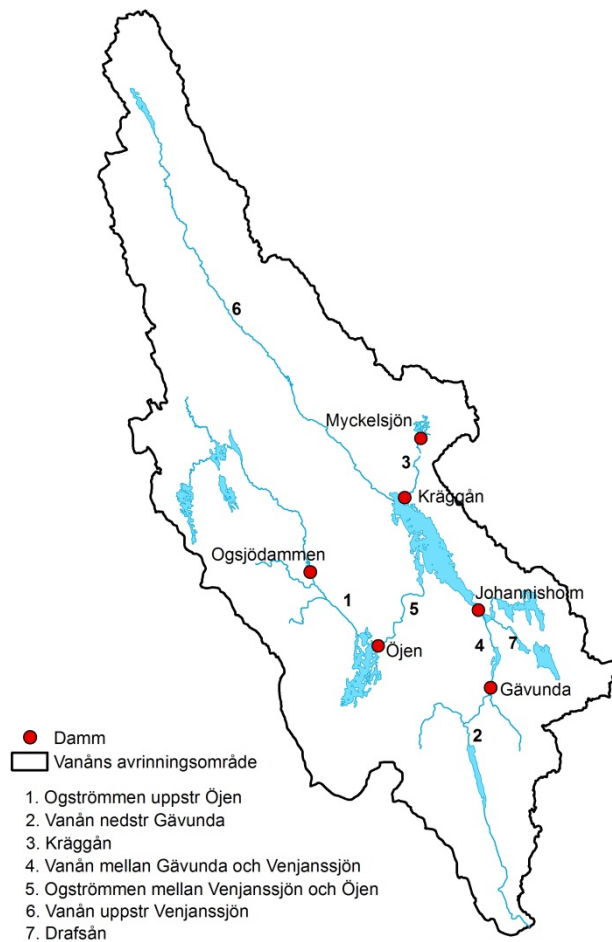 6
Myckelsjön
3
Kräggån
Ogsjödammen
Johannisholm
1
5
4
7
Öjen
Gävunda
2
Damm
Vanåns avrinningsområde
1. Ogströmmen uppstr Öjen
2. Vanån nedstr Gävunda
3. Kräggån
4. Vanån mellan Gävunda och Venjanssjön
5. Ogströmmen mellan Venjanssjön och Öjen
6. Vanån uppstr Venjanssjön
7. Drafsån